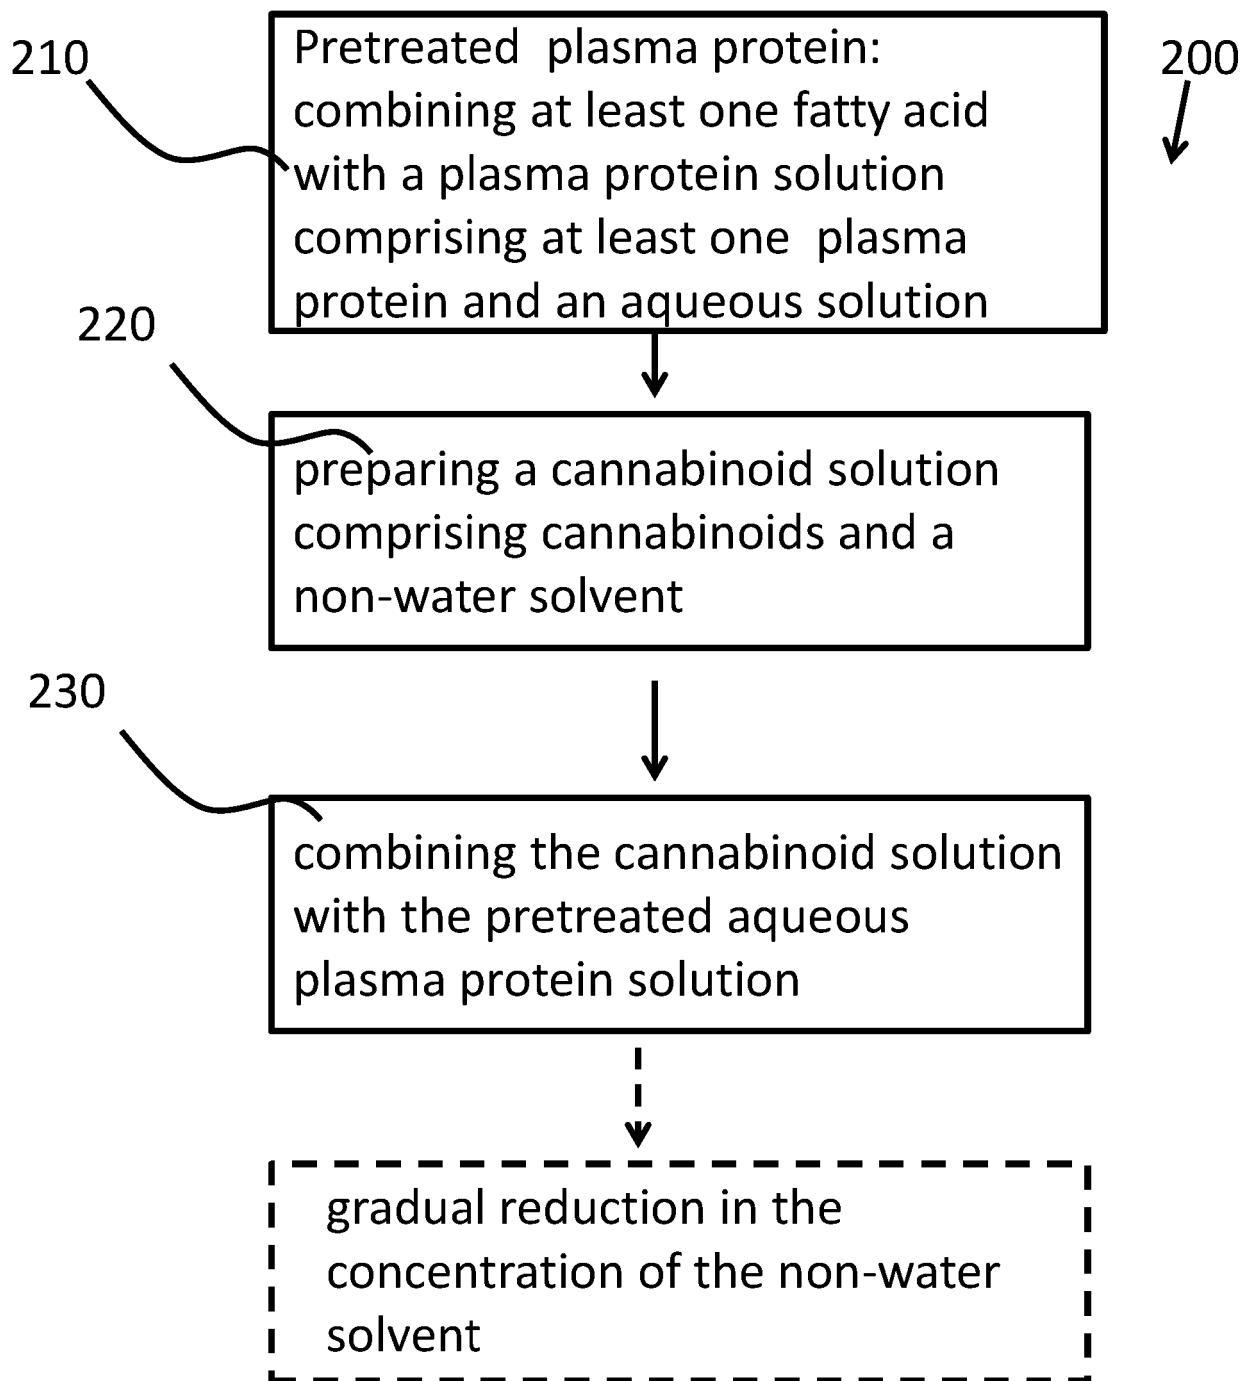 210
Pretreated plasma protein:
200
combining at least one fatty acid
with a plasma protein solution
comprising at least one plasma
protein and an aqueous solution
220
preparing a cannabinoid solution
comprising cannabinoids and a
non-water solvent
230
combining the cannabinoid solution
with the pretreated aqueous
plasma protein solution
gradual reduction in the
concentration of the non-water
solvent